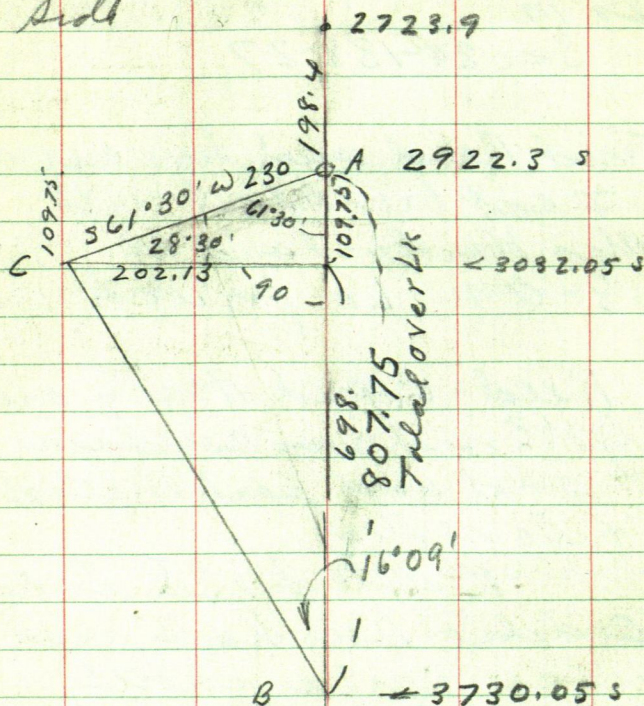 Side
2723.9
198.4
A 2922.3 s
S 61°30' W 230
61°30'
109.75
109.75
28°30'
C 202.13
90
< 3032.05 s
698.
807.75
Total over Lk
16°09'
B
3730.05 s